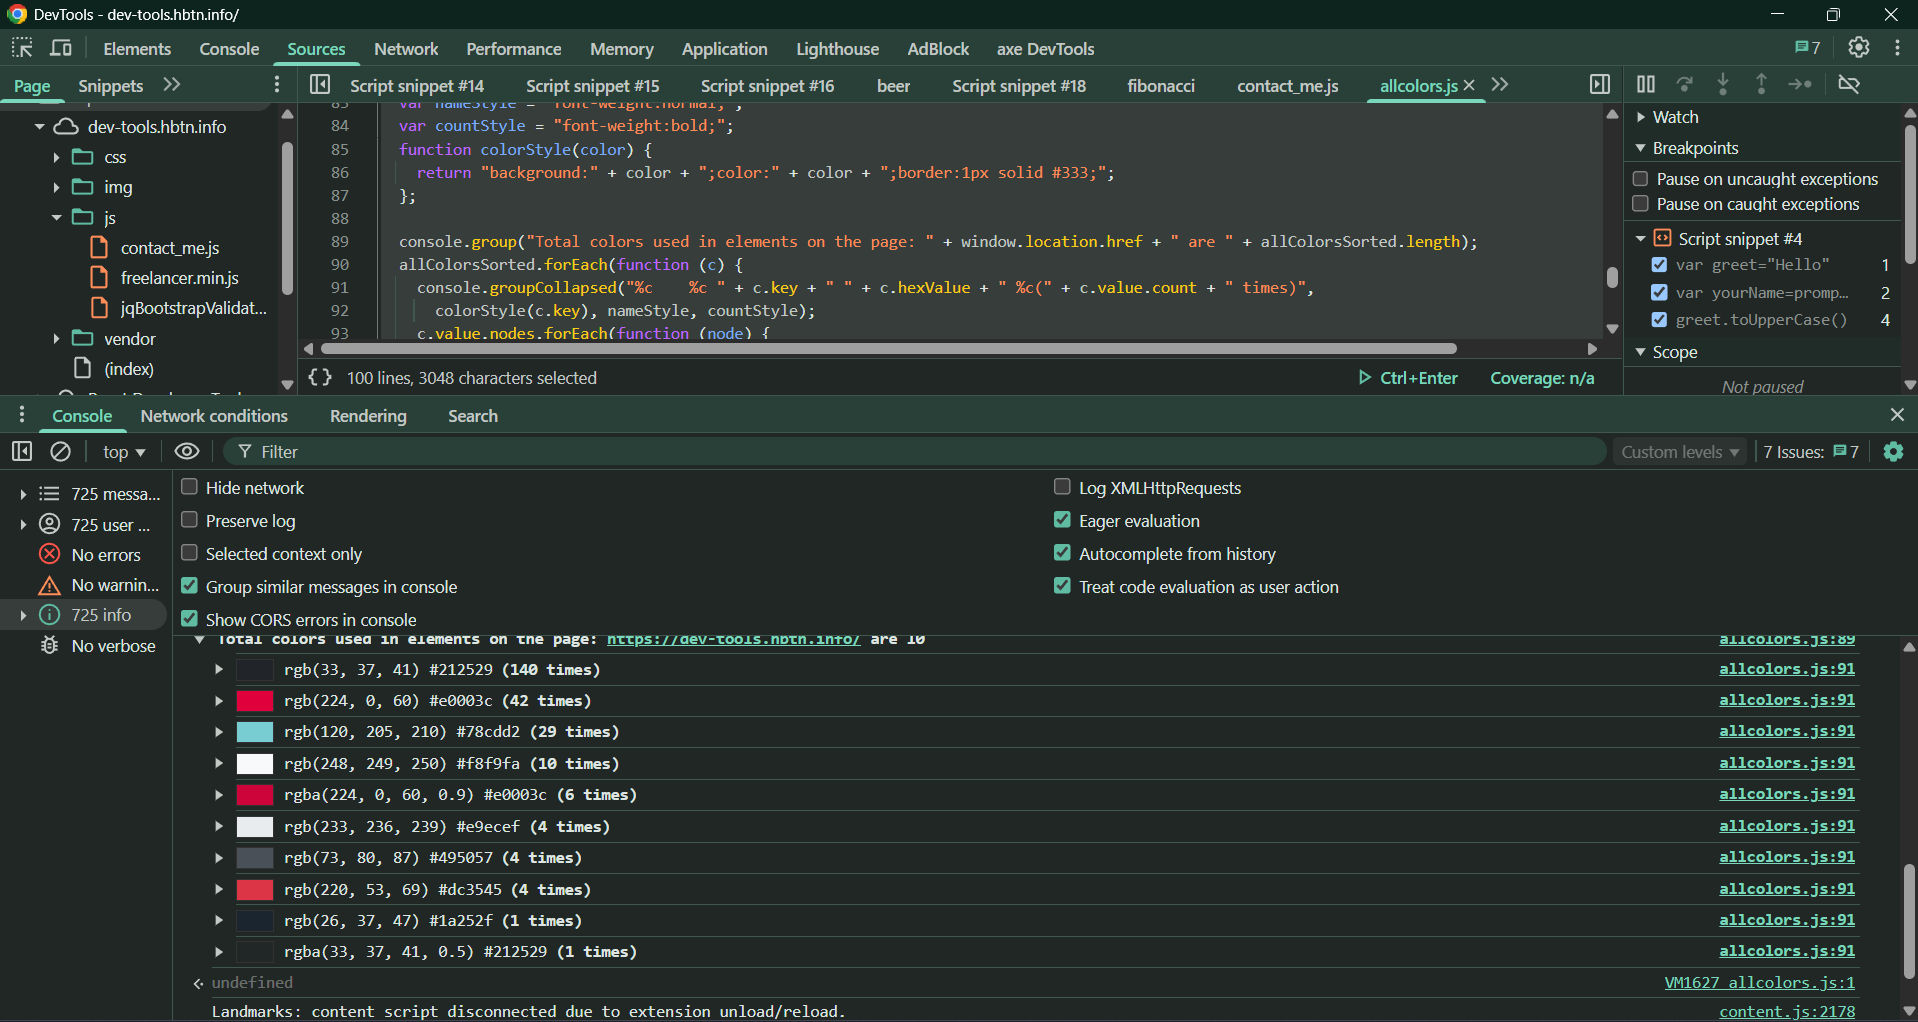 DevTools - dev-tools.hbtn.info/
Elements Console Sources Network Performance Memory Application Lighthouse AdBlock axe DevTools 7
Page Snippets Script snippet #14 Script snippet #15 Script snippet #16 beer Script snippet #18 fibonacci contact_me.js allcolors.js
dev-tools.hbtn.info
css
img
js
contact_me.js
freelancer.min.js
jqBootstrapValidat...
vendor
(index)
83 var nameStyle = "font-weight:normal;";
84 var countStyle = "font-weight:bold;";
85 function colorStyle(color) {
86 return "background:" + color + ";color:" + color + ";border:1px solid #333;";
87 };
88
89 console.group("Total colors used in elements on the page: " + window.location.href + " are " + allColorsSorted.length);
90 allColorsSorted.forEach(function (c) {
91 console.groupCollapsed("%c    %c " + c.key + " " + c.hexValue + " %c(" + c.value.count + " times)",
92 colorStyle(c.key), nameStyle, countStyle);
93 c.value.nodes.forEach(function (node) {
{} 100 lines, 3048 characters selected Ctrl+Enter Coverage: n/a
Watch
Breakpoints
Pause on uncaught exceptions
Pause on caught exceptions
Script snippet #4
var greet="Hello" 1
var yourName=promp... 2
greet.toUpperCase() 4
Scope
Not paused
Console Network conditions Rendering Search
top Filter Custom levels 7 Issues: 7
725 messa...
725 user ...
No errors
No warnin...
725 info
No verbose
Hide network
Preserve log
Selected context only
Group similar messages in console
Show CORS errors in console
Log XMLHttpRequests
Eager evaluation
Autocomplete from history
Treat code evaluation as user action
Total colors used in elements on the page: https://dev-tools.hbtn.info/ are 10 allcolors.js:89
rgb(33, 37, 41) #212529 (140 times) allcolors.js:91
rgb(224, 0, 60) #e0003c (42 times) allcolors.js:91
rgb(120, 205, 210) #78cdd2 (29 times) allcolors.js:91
rgb(248, 249, 250) #f8f9fa (10 times) allcolors.js:91
rgba(224, 0, 60, 0.9) #e0003c (6 times) allcolors.js:91
rgb(233, 236, 239) #e9ecef (4 times) allcolors.js:91
rgb(73, 80, 87) #495057 (4 times) allcolors.js:91
rgb(220, 53, 69) #dc3545 (4 times) allcolors.js:91
rgb(26, 37, 47) #1a252f (1 times) allcolors.js:91
rgba(33, 37, 41, 0.5) #212529 (1 times) allcolors.js:91
undefined VM1627 allcolors.js:1
Landmarks: content script disconnected due to extension unload/reload. content.js:2178